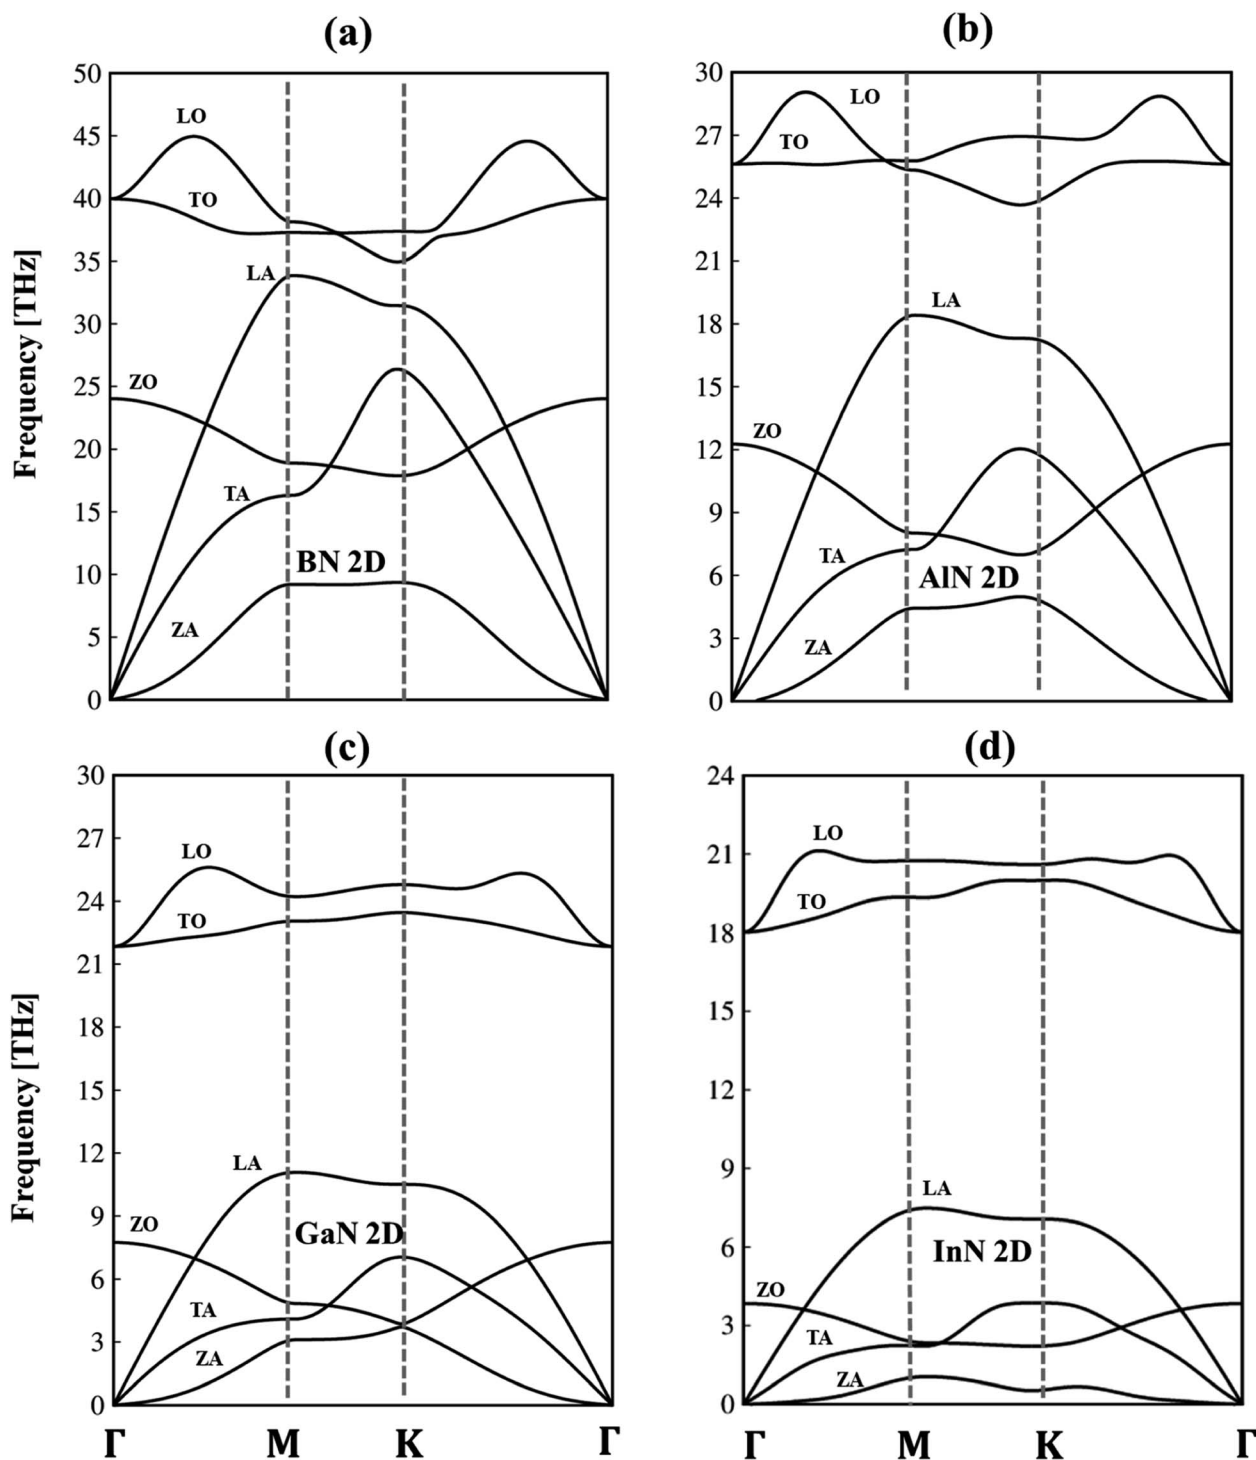 (a)
50
45
40
35
30
25
20
15
10
5
0
Frequency [THz]
LO
TO
LA
ZO
TA
BN 2D
ZA
(b)
30
27
24
21
18
15
12
9
6
3
0
LO
TO
LA
ZO
TA
AlN 2D
ZA
(c)
30
27
24
21
18
15
12
9
6
3
0
Frequency [THz]
LO
TO
LA
ZO
GaN 2D
TA
ZA
Γ M K Γ
(d)
24
21
18
15
12
9
6
3
0
LO
TO
LA
InN 2D
ZO
TA
ZA
Γ M K Γ